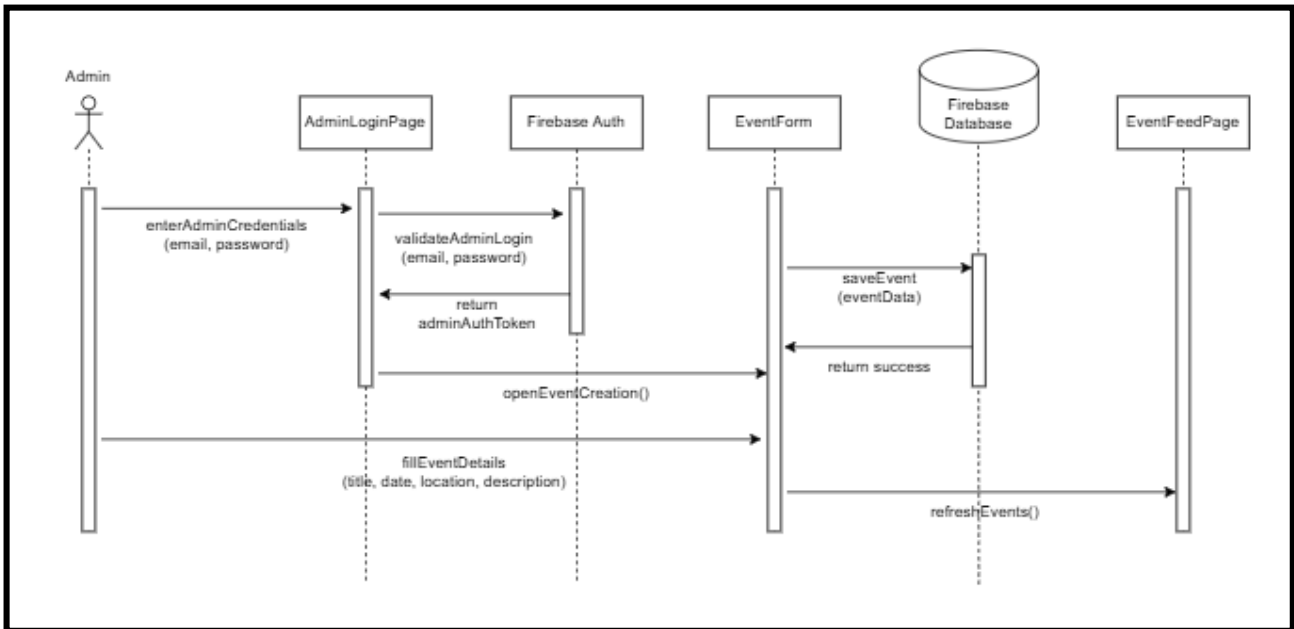 Admin
AdminLoginPage
Firebase Auth
EventForm
Firebase
Database
EventFeedPage
enterAdminCredentials
(email, password)
validateAdminLogin
(email, password)
saveEvent
(eventData)
return
adminAuthToken
return success
openEventCreation()
fillEventDetails
(title, date, location, description)
refreshEvents()